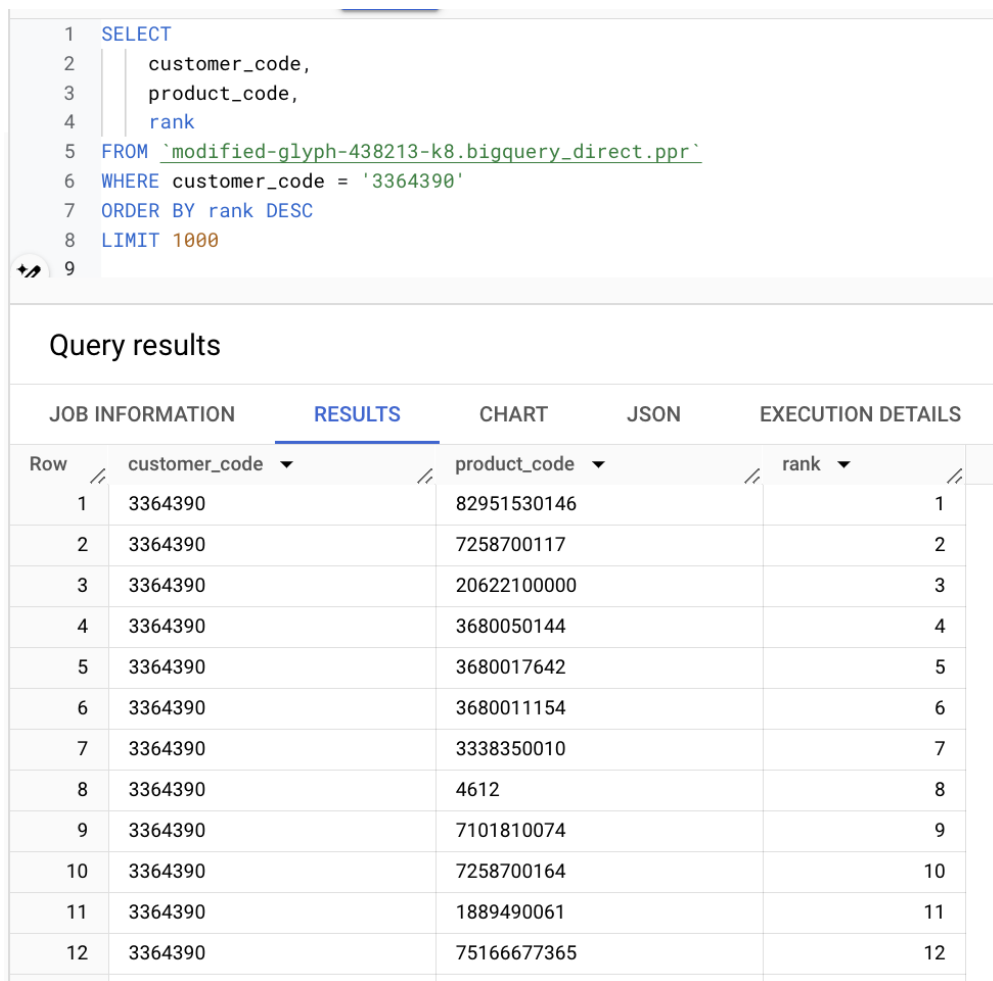 1 SELECT
2 customer_code,
3 product_code,
4 rank
5 FROM `modified-glyph-438213-k8.bigquery_direct.ppr`
6 WHERE customer_code = '3364390'
7 ORDER BY rank DESC
8 LIMIT 1000
9
Query results
JOB INFORMATION RESULTS CHART JSON EXECUTION DETAILS
Row customer_code product_code rank
1 3364390 82951530146 1
2 3364390 7258700117 2
3 3364390 20622100000 3
4 3364390 3680050144 4
5 3364390 3680017642 5
6 3364390 3680011154 6
7 3364390 3338350010 7
8 3364390 4612 8
9 3364390 7101810074 9
10 3364390 7258700164 10
11 3364390 1889490061 11
12 3364390 75166677365 12